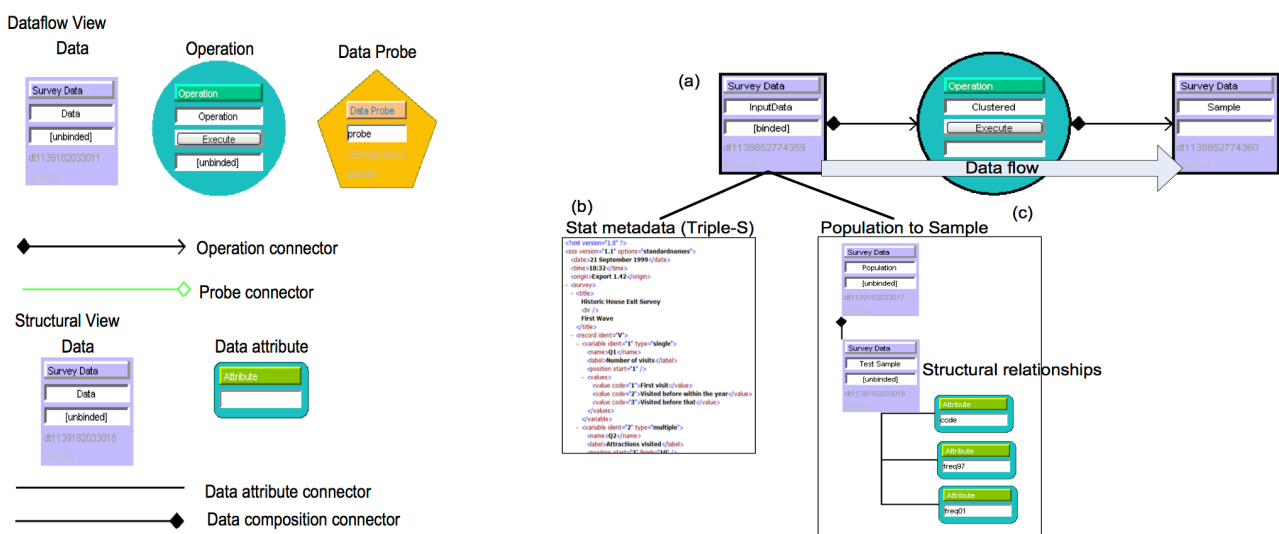 Dataflow View
Data
Operation
Data Probe
Survey Data
Data
[unbinded]
dt1139182033011
Operation
Operation
Execute
[unbinded]
Data Probe
probe
Operation connector
Probe connector
Structural View
Data
Data attribute
Survey Data
Data
[unbinded]
dt1139182033018
Attribute
Data attribute connector
Data composition connector
(a)
Survey Data
InputData
[binded]
dt1138852774359
Operation
Clustered
Execute
Survey Data
Sample
dt1138852774360
Data flow
(b)
Stat metadata (Triple-S)
<?xml version="1.0" ?>
<sss version="1.1" options="standardnames">
<date>21 September 1999</date>
<time>18:32</time>
<origin>Export 1.42</origin>
- <survey>
- <title>
Historic House Exit Survey
<br />
First Wave
</title>
- <record ident="V">
- <variable ident="1" type="single">
<name>Q1</name>
<label>Number of visits</label>
<position start="1" />
- <values>
<value code="1">First visit</value>
<value code="2">Visited before within the year</value>
<value code="3">Visited before that</value>
</values>
</variable>
- <variable ident="2" type="multiple">
<name>Q2</name>
<label>Attractions visited</label>
(c)
Population to Sample
Survey Data
Population
[unbinded]
dt1139182033017
Survey Data
Test Sample
[unbinded]
dt1139182033016
Structural relationships
Attribute
code
Attribute
freq97
Attribute
freq01